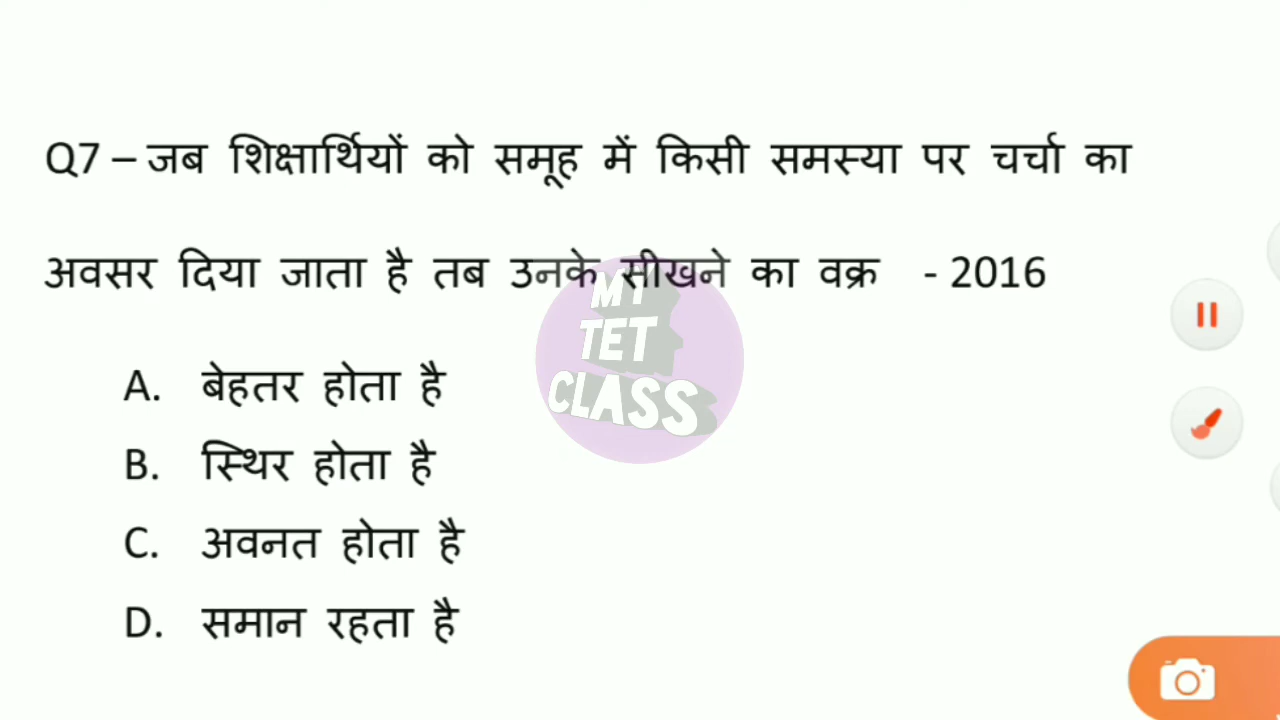 Q7 – जब शिक्षार्थियों को समूह में किसी समस्या पर चर्चा का
अवसर दिया जाता है तब उनके सीखने का वक्र - 2016
MY
TET
CLASS
A. बेहतर होता है
B. स्थिर होता है
C. अवनत होता है
D. समान रहता है